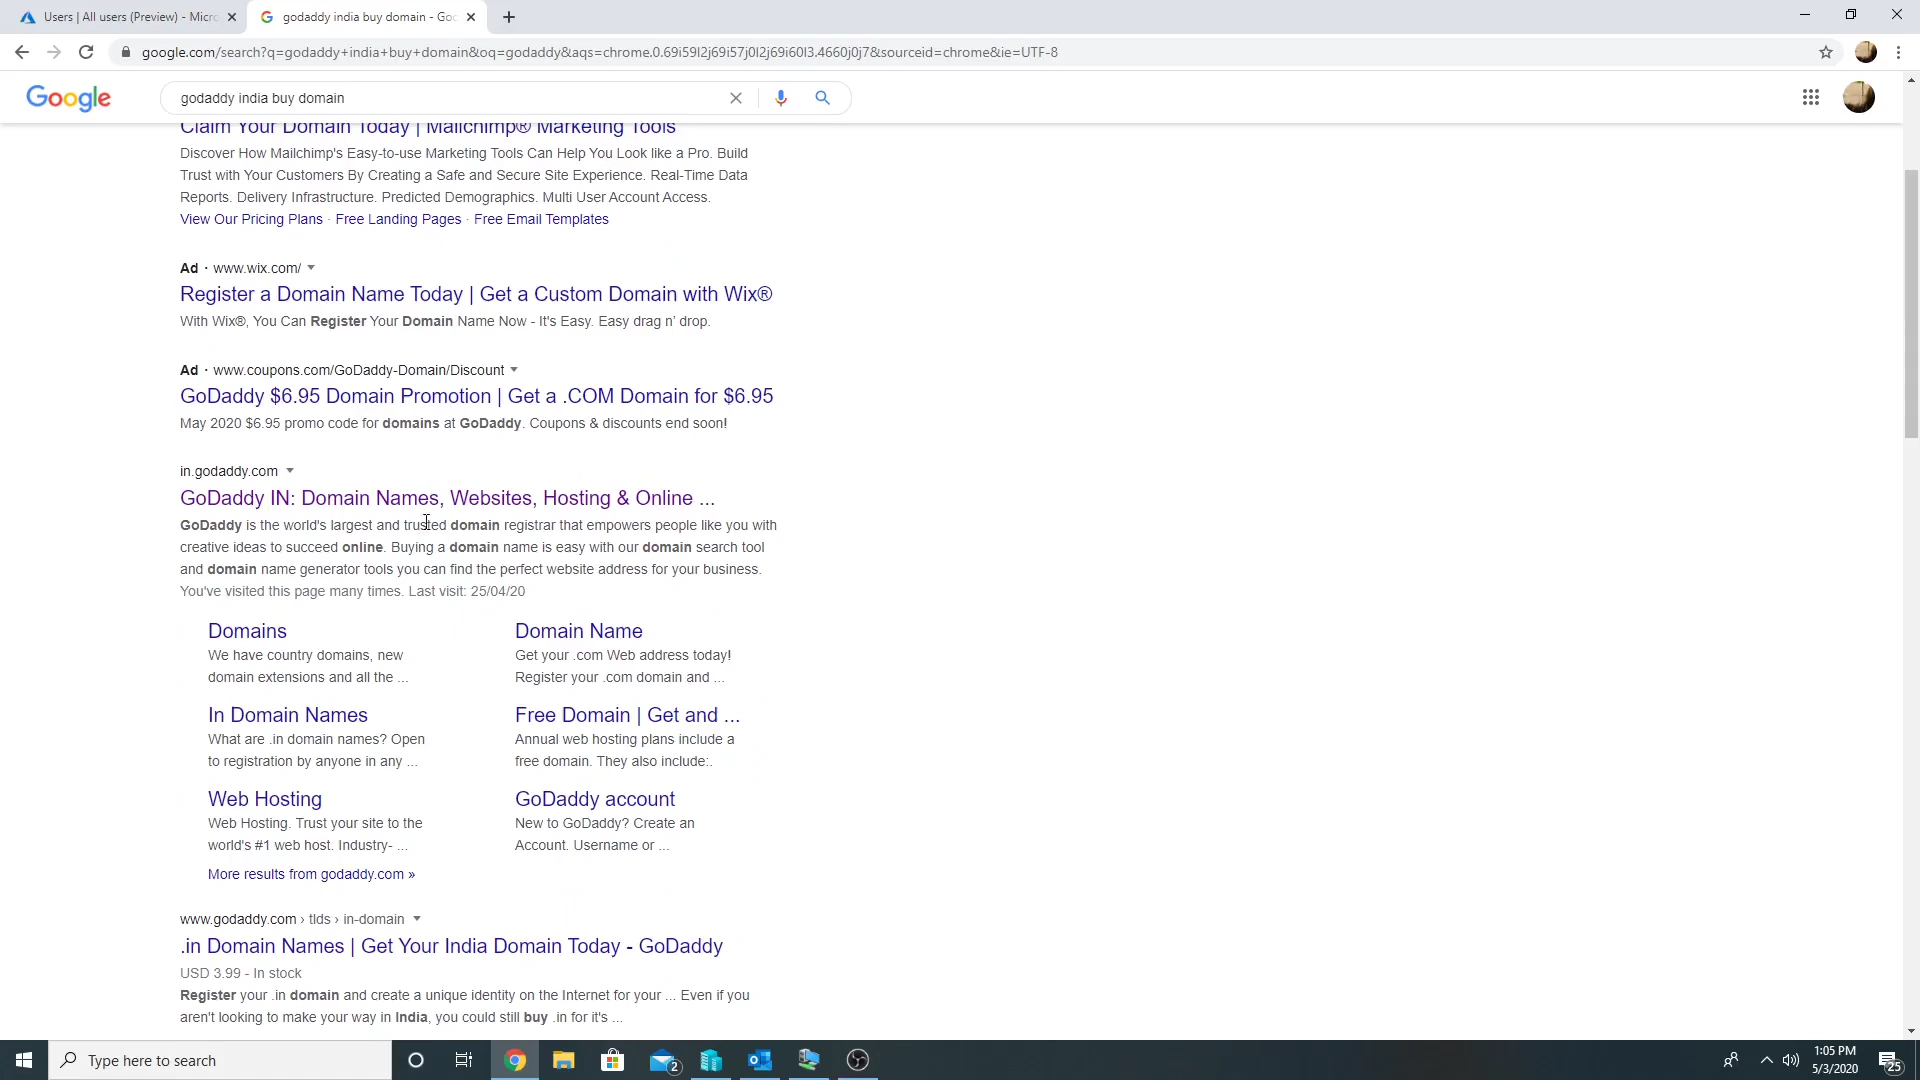 Users | All users (Preview) - Micro
godaddy india buy domain - Goo
google.com/search?q=godaddy+india+buy+domain&oq=godaddy&aqs=chrome.0.69i59l2j69i57j0l2j69i60l3.4660j0j7&sourceid=chrome&ie=UTF-8
Google
godaddy india buy domain
Claim Your Domain Today | Mailchimp® Marketing Tools
Discover How Mailchimp's Easy-to-use Marketing Tools Can Help You Look like a Pro. Build
Trust with Your Customers By Creating a Safe and Secure Site Experience. Real-Time Data
Reports. Delivery Infrastructure. Predicted Demographics. Multi User Account Access.
View Our Pricing Plans · Free Landing Pages · Free Email Templates
Ad · www.wix.com/
Register a Domain Name Today | Get a Custom Domain with Wix®
With Wix®, You Can Register Your Domain Name Now - It's Easy. Easy drag n’ drop.
Ad · www.coupons.com/GoDaddy-Domain/Discount
GoDaddy $6.95 Domain Promotion | Get a .COM Domain for $6.95
May 2020 $6.95 promo code for domains at GoDaddy. Coupons & discounts end soon!
in.godaddy.com
GoDaddy IN: Domain Names, Websites, Hosting & Online ...
GoDaddy is the world's largest and trusted domain registrar that empowers people like you with
creative ideas to succeed online. Buying a domain name is easy with our domain search tool
and domain name generator tools you can find the perfect website address for your business.
You've visited this page many times. Last visit: 25/04/20
Domains
We have country domains, new
domain extensions and all the ...
Domain Name
Get your .com Web address today!
Register your .com domain and ...
In Domain Names
What are .in domain names? Open
to registration by anyone in any ...
Free Domain | Get and ...
Annual web hosting plans include a
free domain. They also include:.
Web Hosting
Web Hosting. Trust your site to the
world's #1 web host. Industry- ...
GoDaddy account
New to GoDaddy? Create an
Account. Username or ...
More results from godaddy.com »
www.godaddy.com › tlds › in-domain
.in Domain Names | Get Your India Domain Today - GoDaddy
USD 3.99 - In stock
Register your .in domain and create a unique identity on the Internet for your ... Even if you
aren't looking to make your way in India, you could still buy .in for it's ...
Type here to search
2
1:05 PM
5/3/2020
25